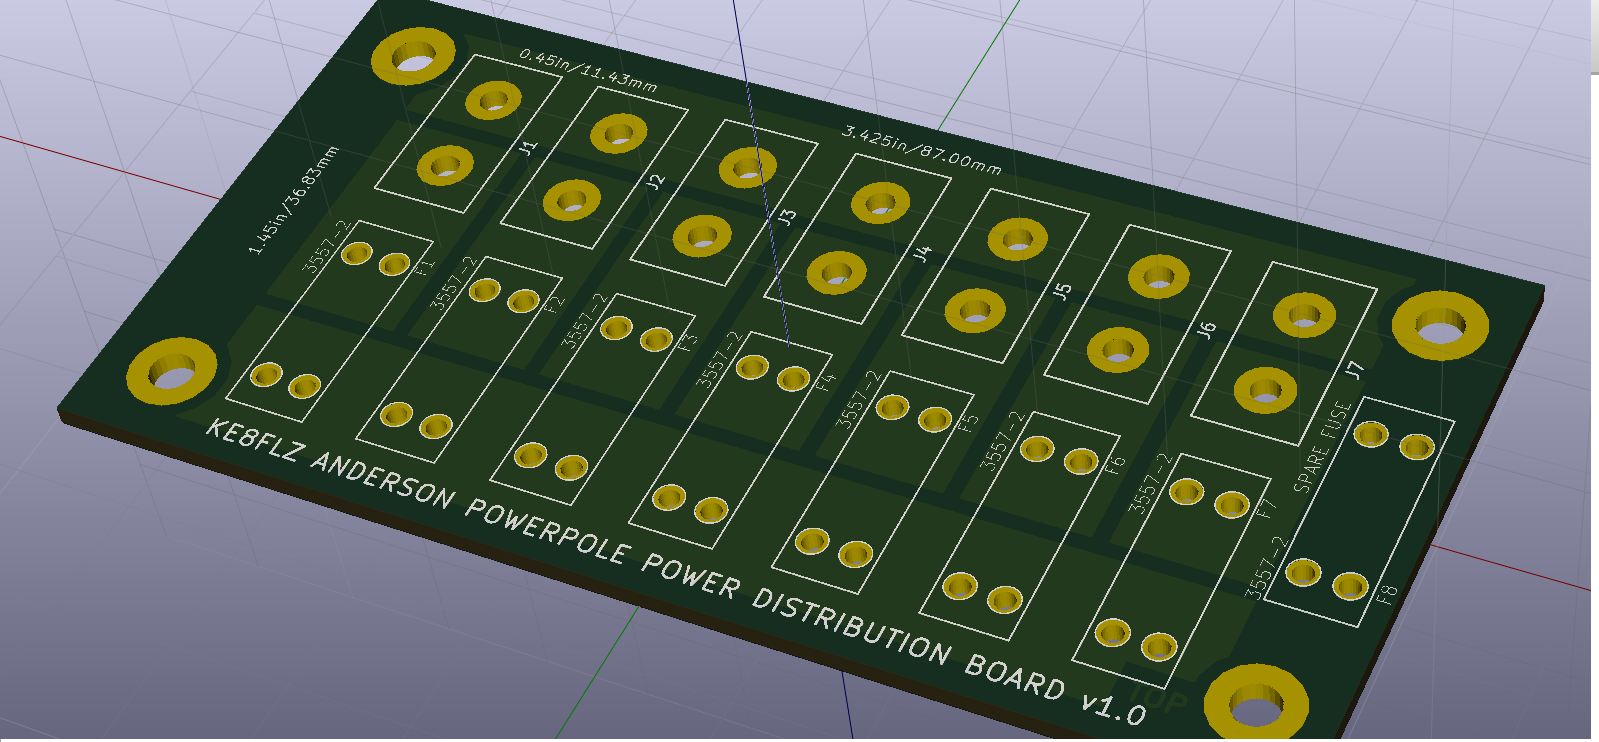 0.45in/11.43mm
3.425in/87.00mm
1.45in/36.83mm
J1
J2
J3
J4
J5
J6
J7
3557-2
F1
3557-2
F2
3557-2
F3
3557-2
F4
3557-2
F5
3557-2
F6
3557-2
F7
SPARE FUSE
3557-2
F8
KE8FLZ ANDERSON POWERPOLE POWER DISTRIBUTION BOARD v1.0
TOP